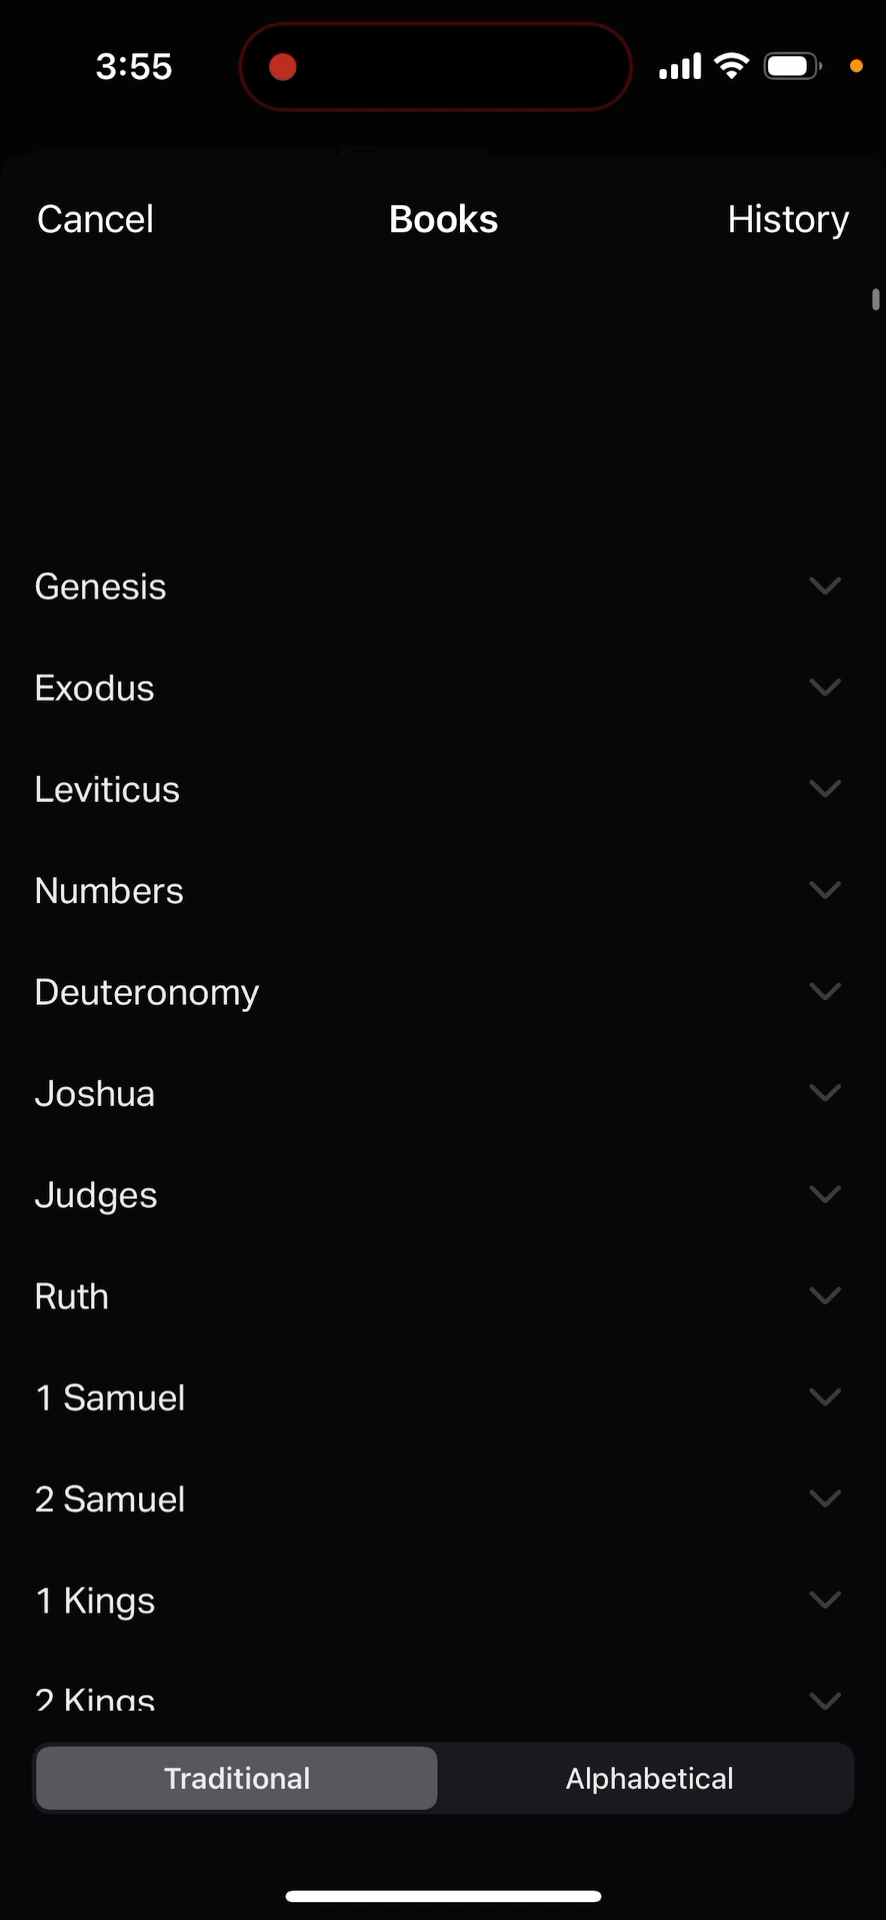 3:55
Cancel Books History
Genesis
Exodus
Leviticus
Numbers
Deuteronomy
Joshua
Judges
Ruth
1 Samuel
2 Samuel
1 Kings
2 Kings
Traditional Alphabetical